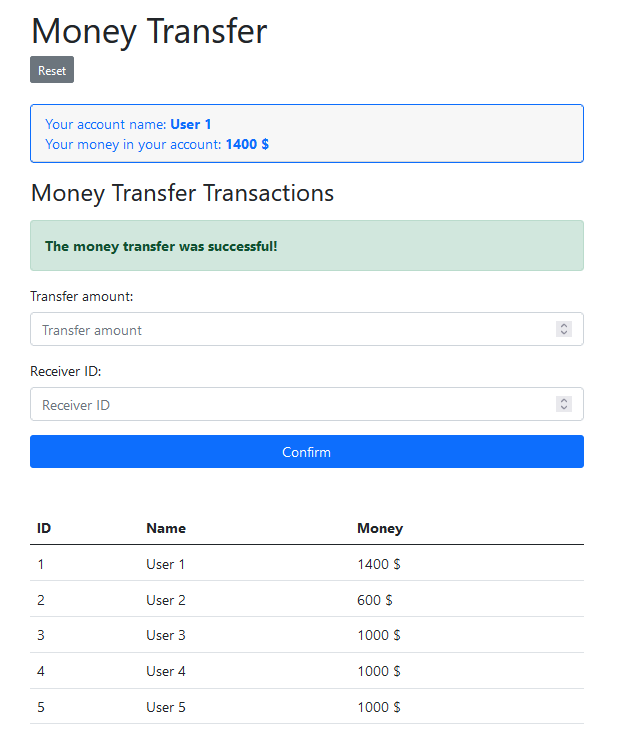 Money Transfer
Reset
Your account name: User 1
Your money in your account: 1400 $
Money Transfer Transactions
The money transfer was successful!
Transfer amount:
Transfer amount
Receiver ID:
Receiver ID
Confirm
ID Name Money
1 User 1 1400 $
2 User 2 600 $
3 User 3 1000 $
4 User 4 1000 $
5 User 5 1000 $